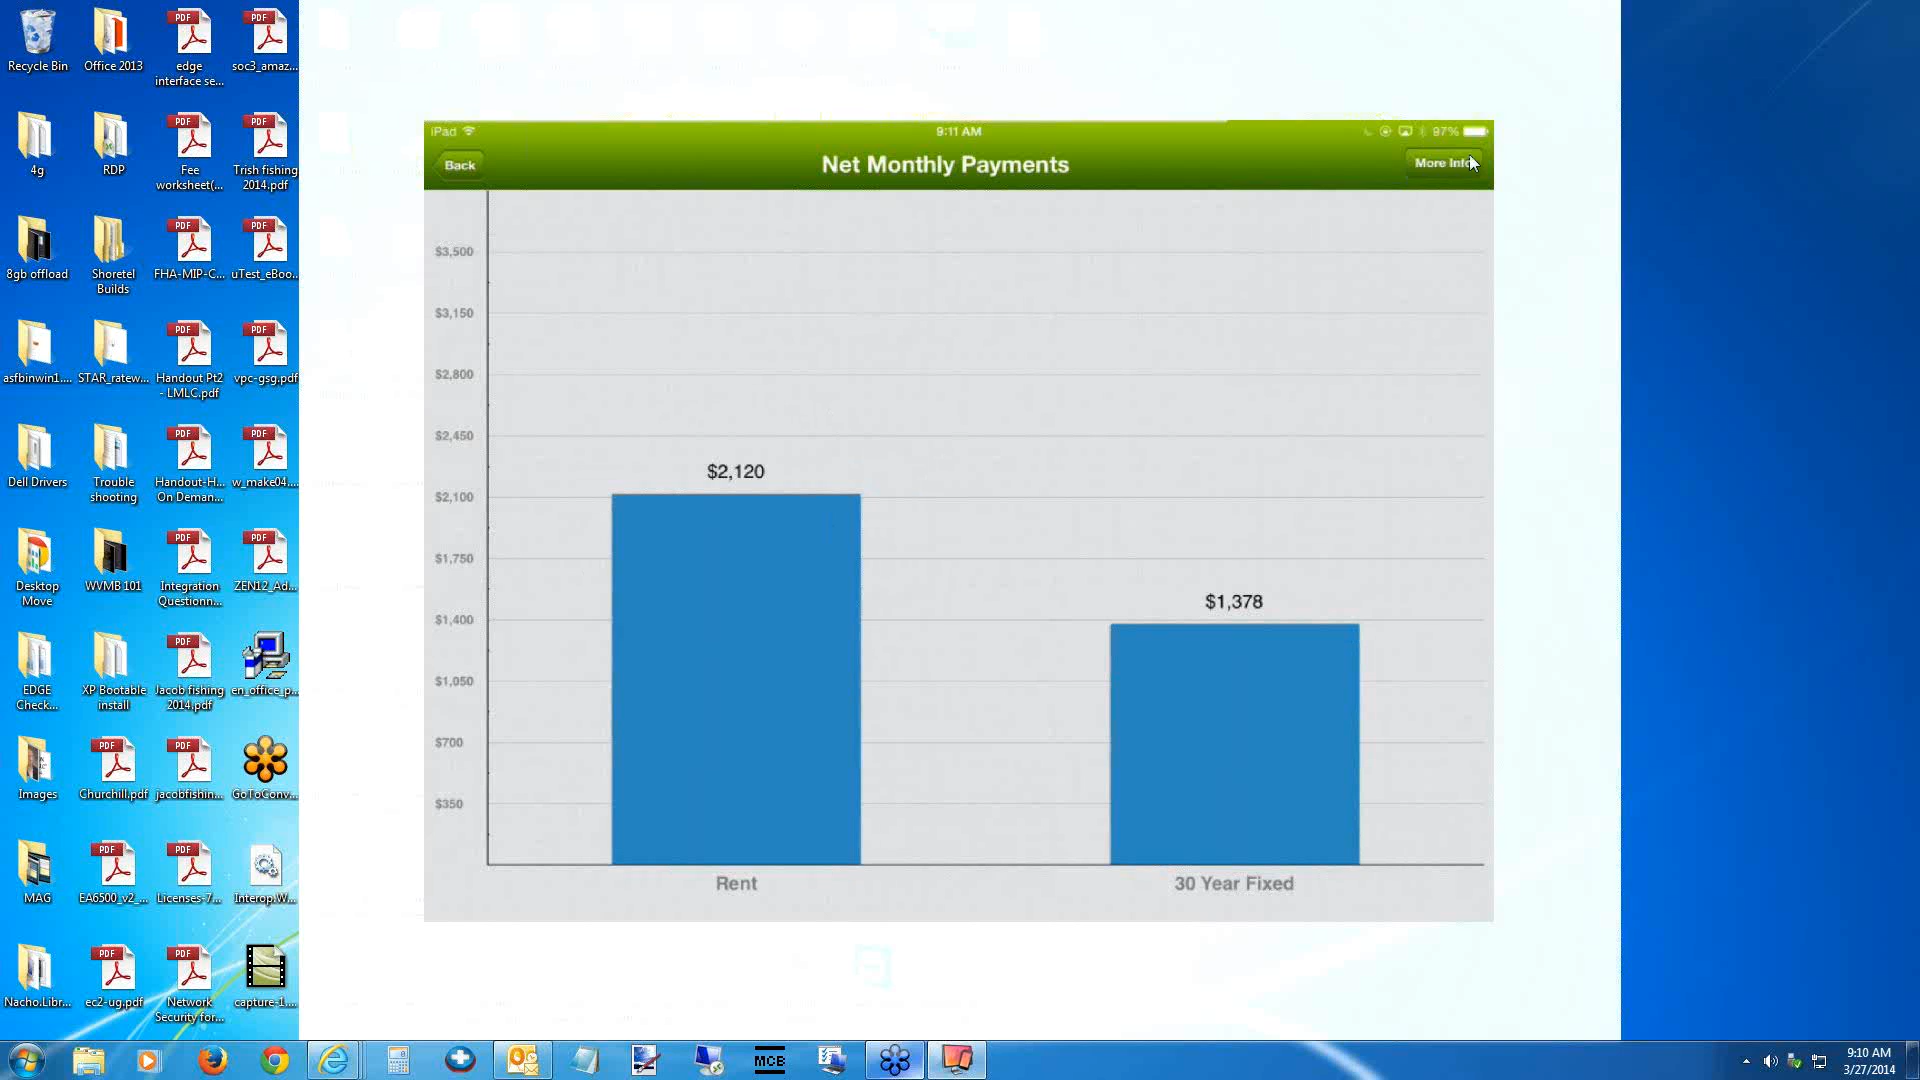 Recycle Bin
Office 2013
edge
interface se...
soc3_amaz...
4g
RDP
Fee
worksheet(...
Trish fishing
2014.pdf
8gb offload
Shoretel
Builds
FHA-MIP-C...
uTest_eBoo...
asfbinwin1....
STAR_ratew...
Handout Pt2
- LMLC.pdf
vpc-gsg.pdf
Dell Drivers
Trouble
shooting
Handout-H...
On Deman...
w_make04....
Desktop
Move
WVMB 101
Integration
Questionn...
ZEN12_Ad...
EDGE
Check...
XP Bootable
install
Jacob fishing
2014.pdf
en_office_p...
Images
Churchill.pdf
jacobfishin...
GoToConv...
MAG
EA6500_v2_...
Licenses-7...
Interop.W...
Nacho.Libr...
ec2-ug.pdf
Network
Security for...
capture-1....
iPad
9:11 AM
97%
Back
Net Monthly Payments
More Info
$3,500
$3,150
$2,800
$2,450
$2,100
$1,750
$1,400
$1,050
$700
$350
$2,120
$1,378
Rent
30 Year Fixed
MCB
9:10 AM
3/27/2014